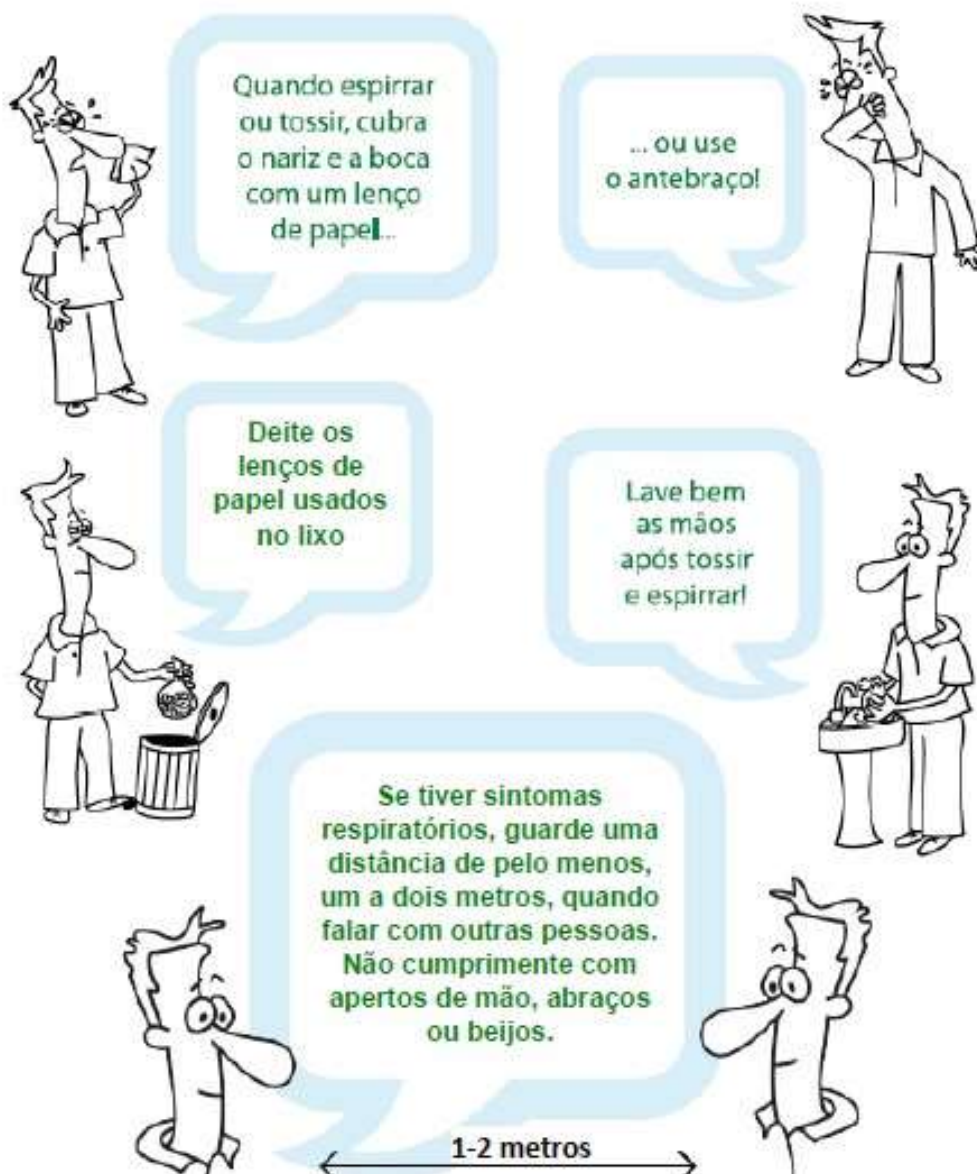 Quando espirrar
ou tossir, cubra
o nariz e a boca
com um lenço
de papel...
... ou use
o antebraço!
Deite os
lenços de
papel usados
no lixo
Lave bem
as mãos
após tossir
e espirrar!
Se tiver sintomas
respiratórios, guarde uma
distância de pelo menos,
um a dois metros, quando
falar com outras pessoas.
Não cumprimente com
apertos de mão, abraços
ou beijos.
1-2 metros